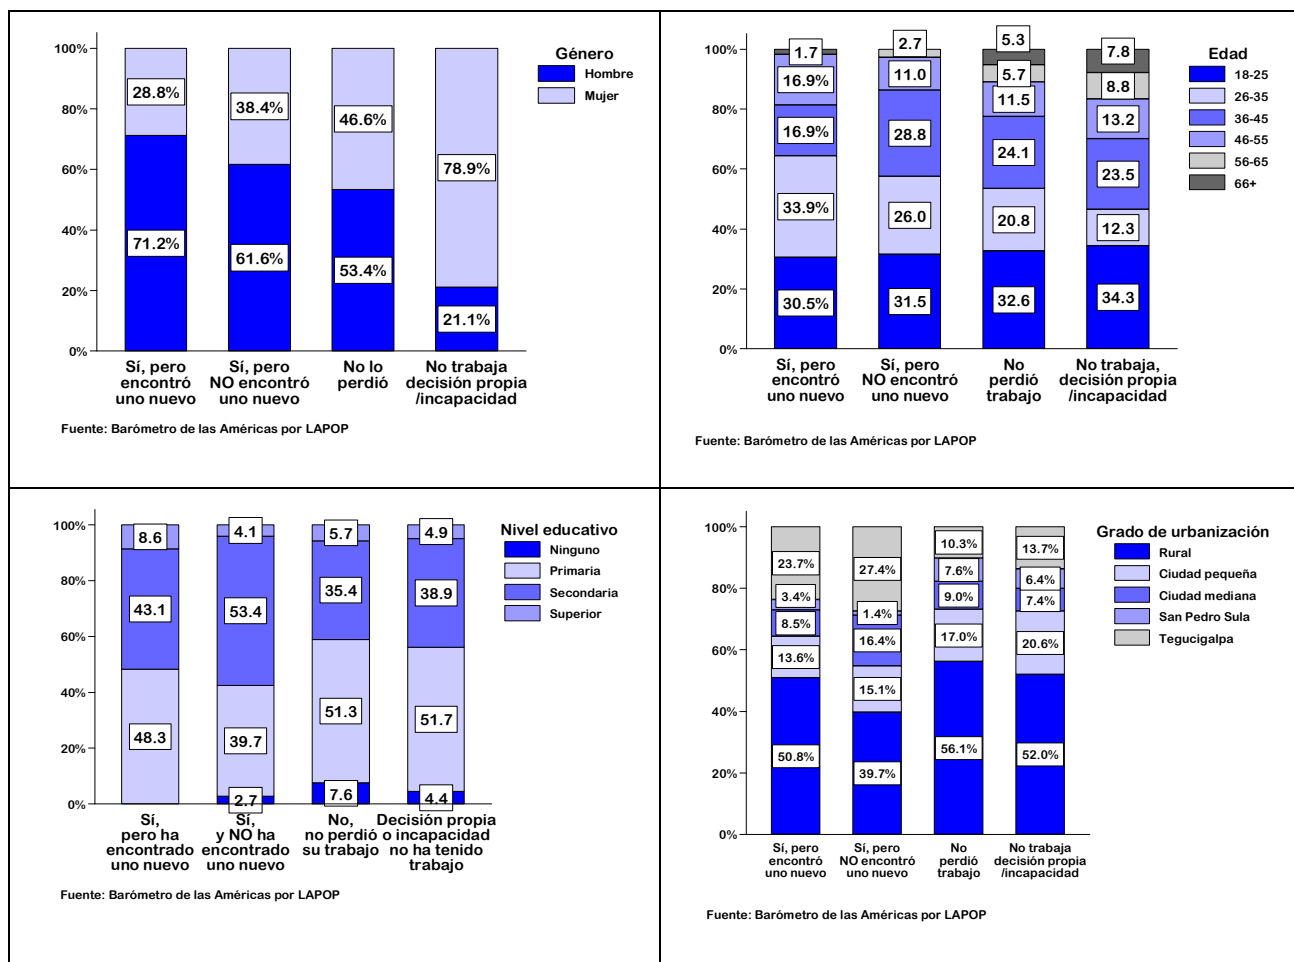 Género
Hombre
Mujer
100%
80%
60%
40%
20%
0%
28.8%
38.4%
46.6%
78.9%
71.2%
61.6%
53.4%
21.1%
Sí, pero
encontró
uno nuevo
Sí, pero
NO encontró
uno nuevo
No lo
perdió
No trabaja
decisión propia
/incapacidad
Fuente: Barómetro de las Américas por LAPOP
Edad
18-25
26-35
36-45
46-55
56-65
66+
100%
80%
60%
40%
20%
0%
1.7
16.9%
16.9%
33.9%
30.5%
2.7
11.0
28.8
26.0
31.5
5.3
5.7
11.5
24.1
20.8
32.6
7.8
8.8
13.2
23.5
12.3
34.3
Sí, pero
encontró
uno nuevo
Sí, pero
NO encontró
uno nuevo
No
perdió
trabajo
No trabaja,
decisión propia
/incapacidad
Fuente: Barómetro de las Américas por LAPOP
Nivel educativo
Ninguno
Primaria
Secondaria
Superior
100%
80%
60%
40%
20%
0%
8.6
43.1
48.3
4.1
53.4
39.7
2.7
5.7
35.4
51.3
7.6
4.9
38.9
51.7
4.4
Sí,
pero ha
encontrado
uno nuevo
Sí,
y NO ha
encontrado
uno nuevo
No,
no perdió
su trabajo
Decisión propia
o incapacidad
no ha tenido
trabajo
Fuente: Barómetro de las Américas por LAPOP
Grado de urbanización
Rural
Ciudad pequeña
Ciudad mediana
San Pedro Sula
Tegucigalpa
100%
80%
60%
40%
20%
0%
23.7%
3.4%
8.5%
13.6%
50.8%
27.4%
1.4%
16.4%
15.1%
39.7%
10.3%
7.6%
9.0%
17.0%
56.1%
13.7%
6.4%
7.4%
20.6%
52.0%
Sí, pero
encontró
uno nuevo
Sí, pero
NO encontró
uno nuevo
No
perdió
trabajo
No trabaja
decisión propia
/incapacidad
Fuente: Barómetro de las Américas por LAPOP